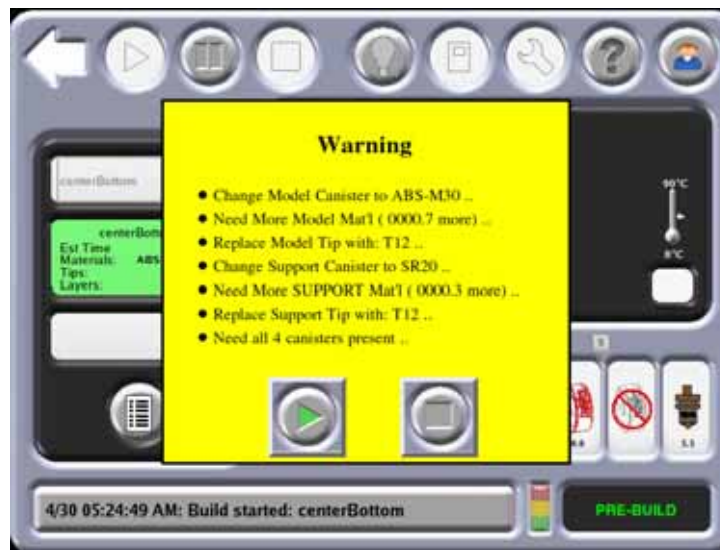 Warning
• Change Model Canister to ABS-M30 ..
• Need More Model Mat'l ( 0000.7 more) ..
• Replace Model Tip with: T12 ..
• Change Support Canister to SR20 ..
• Need More SUPPORT Mat'l ( 0000.3 more) ..
• Replace Support Tip with: T12 ..
• Need all 4 canisters present ..
centerBottom
centerBott
Est Time
Materials: ABS
Tips:
Layers:
90°C
0°C
4/30 05:24:49 AM: Build started: centerBottom
PRE-BUILD